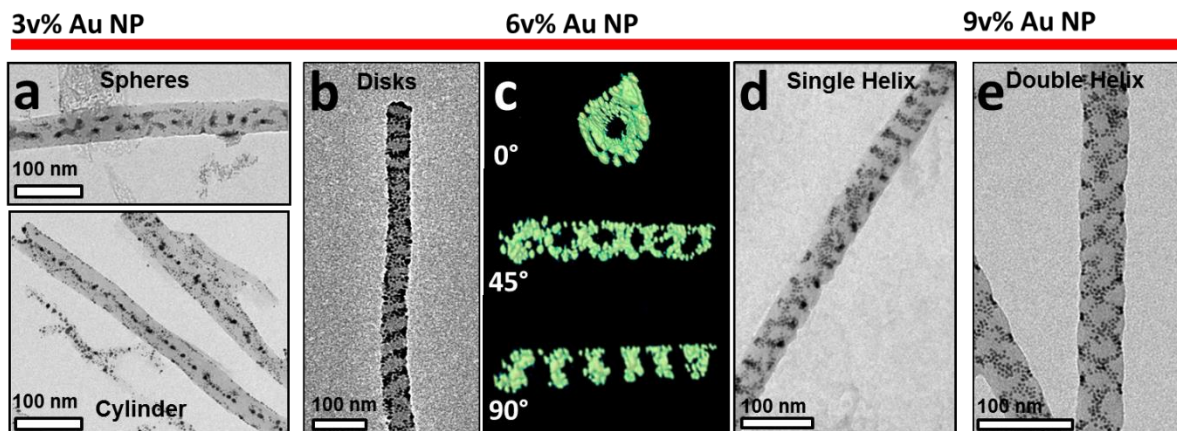 3v% Au NP
6v% Au NP
9v% Au NP
a
Spheres
100 nm
100 nm
Cylinder
b
Disks
100 nm
c
0°
45°
90°
d
Single Helix
100 nm
e
Double Helix
100 nm